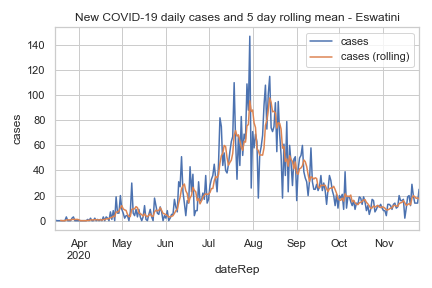 New COVID-19 daily cases and 5 day rolling mean - Eswatini
cases
cases (rolling)
140
120
100
80
60
40
20
0
cases
Apr May Jun Jul Aug Sep Oct Nov
2020
dateRep